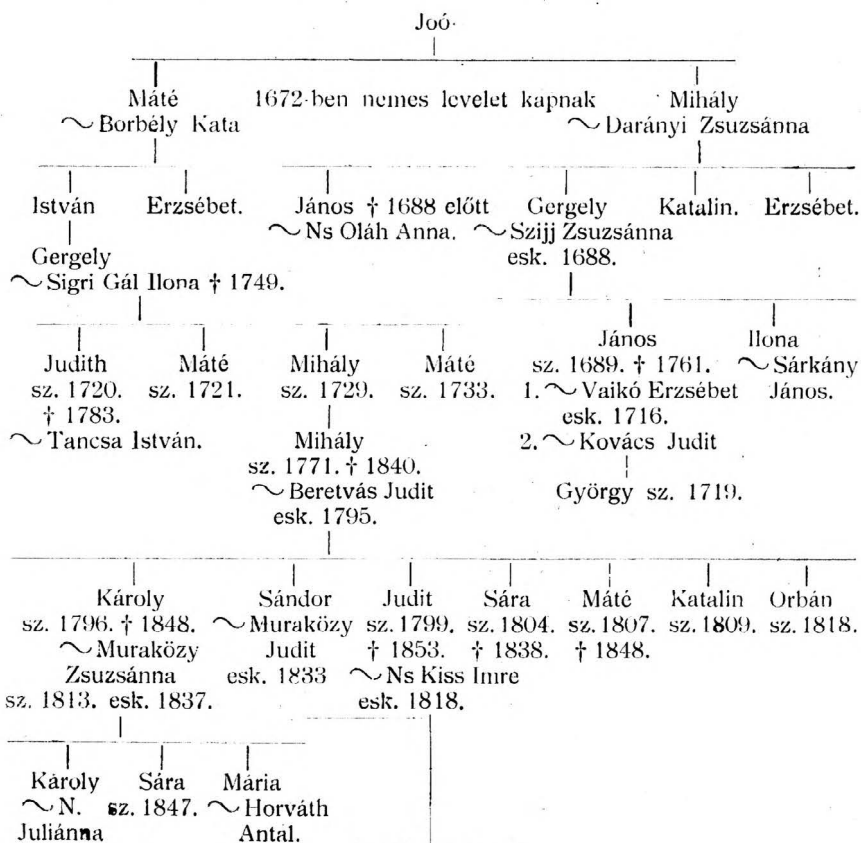 Joó
Máté 1672-ben nemes levelet kapnak Mihály
~ Borbély Kata ~ Darányi Zsuzsánna
István Erzsébet. János † 1688 előtt Gergely Katalin. Erzsébet.
~ Ns Oláh Anna. ~ Szijj Zsuzsánna
Gergely esk. 1688.
~ Sigri Gál Ilona † 1749.
János Ilona
Judith Máté Mihály Máté sz. 1689. † 1761. ~ Sárkány
sz. 1720. sz. 1721. sz. 1729. sz. 1733. 1. ~ Vaikó Erzsébet János.
† 1783. esk. 1716.
~ Tancsa István. Mihály 2. ~ Kovács Judit
sz. 1771. † 1840.
~ Beretvás Judit György sz. 1719.
esk. 1795.
Károly Sándor Judit Sára Máté Katalin Orbán
sz. 1796. † 1848. ~ Muraközy sz. 1799. sz. 1804. sz. 1807. sz. 1809. sz. 1818.
~ Muraközy Judit † 1853. † 1838. † 1848.
Zsuzsánna esk. 1833 ~ Ns Kiss Imre
sz. 1813. esk. 1837. esk. 1818.
Károly Sára Mária
~ N. sz. 1847. ~ Horváth
Juliánna Antal.